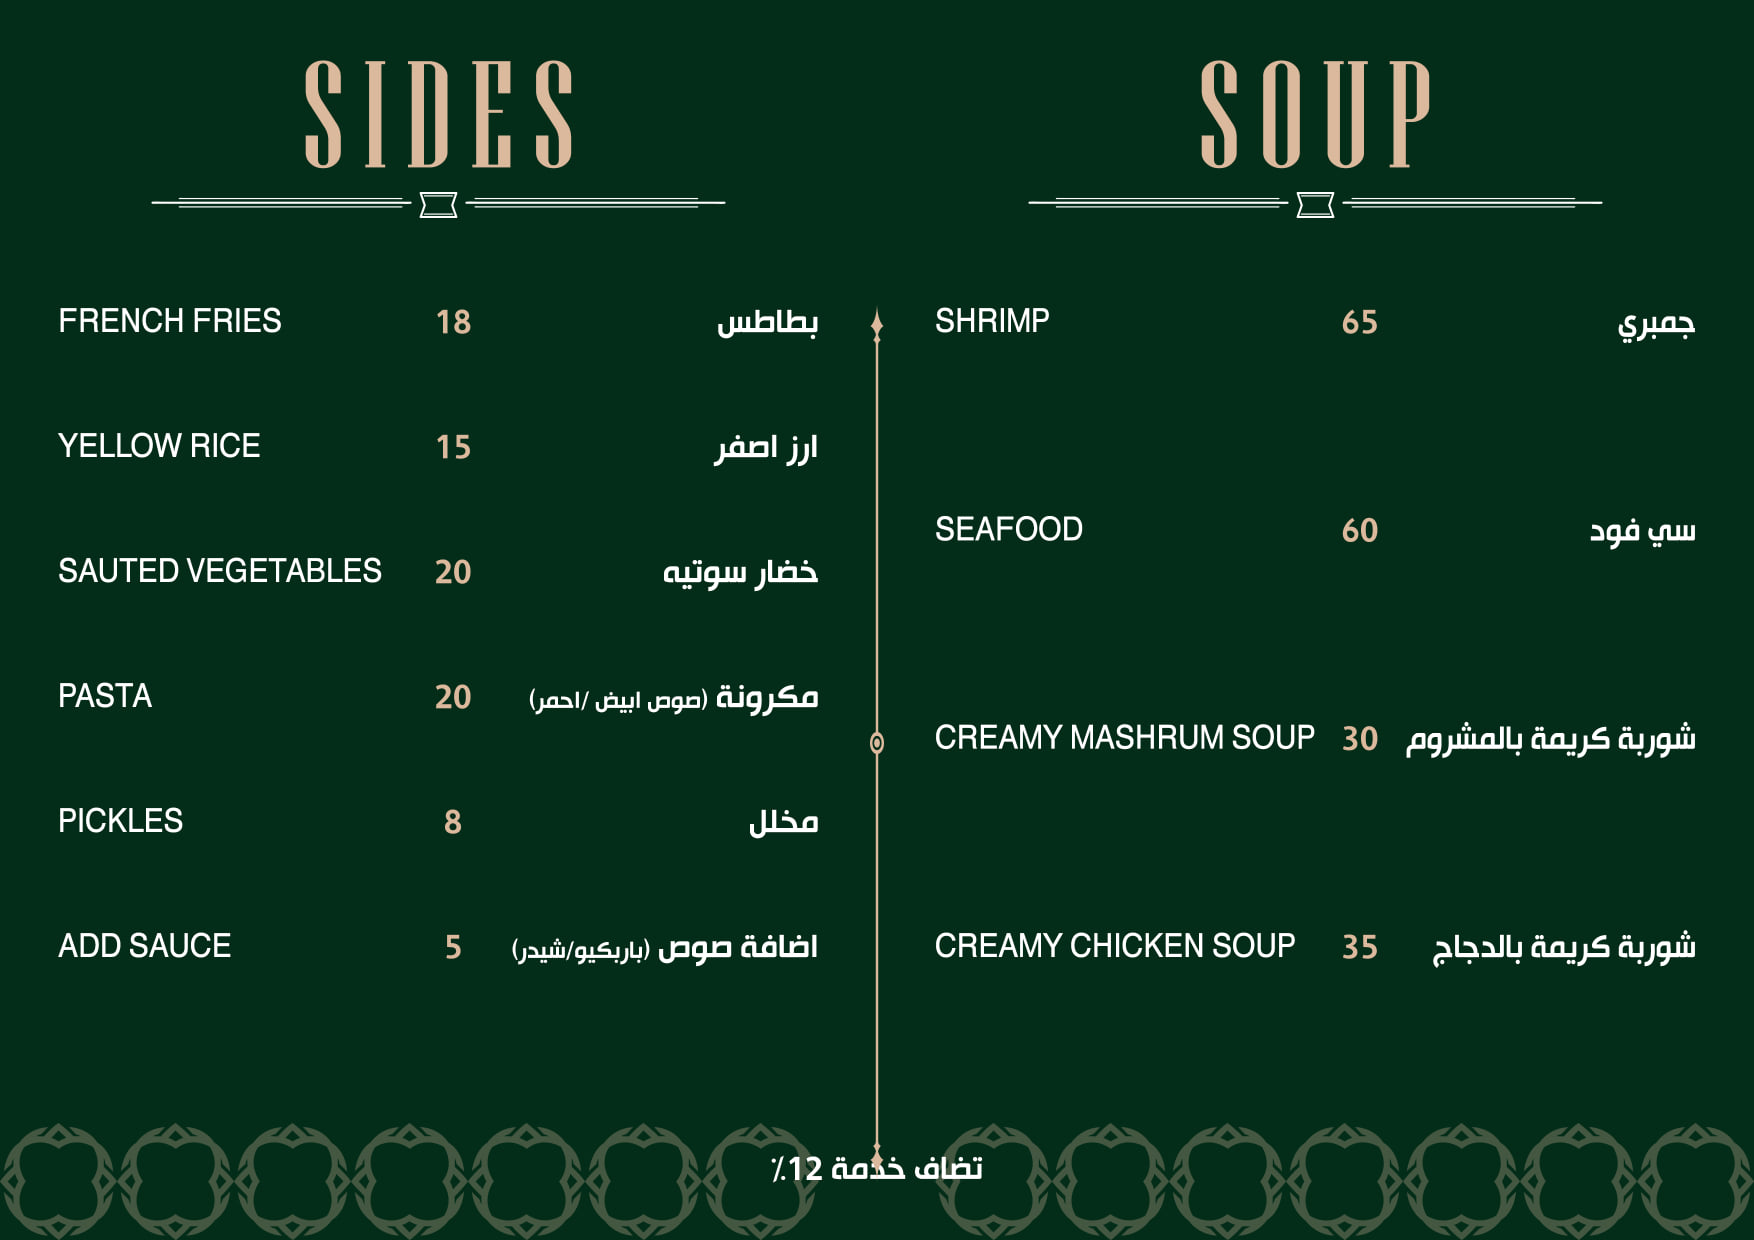 SIDES
FRENCH FRIES 18 بطاطس
YELLOW RICE 15 ارز اصفر
SAUTED VEGETABLES 20 خضار سوتيه
PASTA 20 مكرونة (صوص ابيض /احمر)
PICKLES 8 مخلل
ADD SAUCE 5 اضافة صوص (باربكيو/شيدر)
SOUP
SHRIMP 65 جمبري
SEAFOOD 60 سي فود
CREAMY MASHRUM SOUP 30 شوربة كريمة بالمشروم
CREAMY CHICKEN SOUP 35 شوربة كريمة بالدجاج
تضاف خدمة 12٪